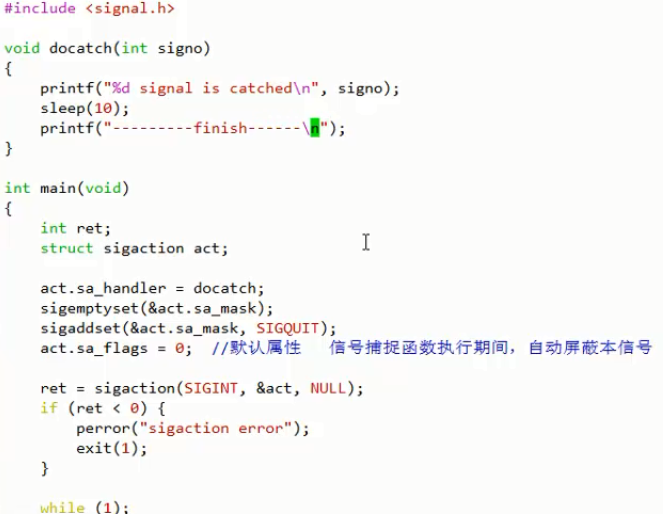 #include <signal.h>
void docatch(int signo)
{
    printf("%d signal is catched\n", signo);
    sleep(10);
    printf("---------finish------\n");
}
int main(void)
{
    int ret;
    struct sigaction act;
    act.sa_handler = docatch;
    sigemptyset(&act.sa_mask);
    sigaddset(&act.sa_mask, SIGQUIT);
    act.sa_flags = 0;  //默认属性   信号捕捉函数执行期间，自动屏蔽本信号
    ret = sigaction(SIGINT, &act, NULL);
    if (ret < 0) {
        perror("sigaction error");
        exit(1);
    }
    while (1);